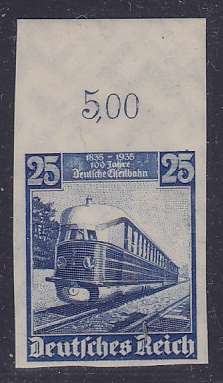 5,00
1835 - 1935
25 100 Jahre 25
Deutsche Eisenbahn
Deutsches Reich